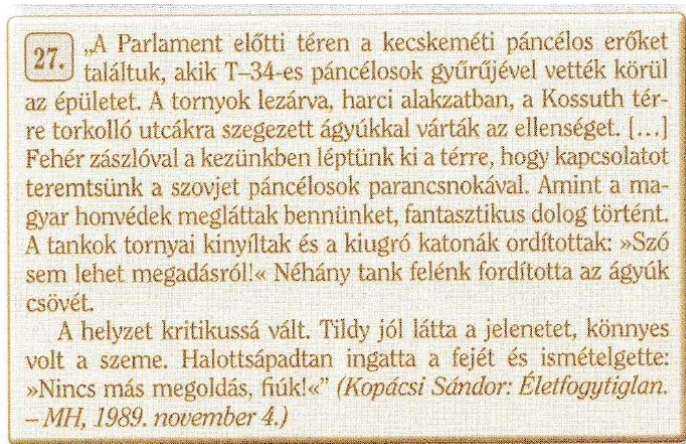 27. „A Parlament előtti téren a kecskeméti páncélos erőket
találtuk, akik T–34-es páncélosok gyűrűjével vették körül
az épületet. A tornyok lezárva, harci alakzatban, a Kossuth tér-
re torkolló utcákra szegezett ágyúkkal várták az ellenséget. […]
Fehér zászlóval a kezünkben léptünk ki a térre, hogy kapcsolatot
teremtsünk a szovjet páncélosok parancsnokával. Amint a ma-
gyar honvédek megláttak bennünket, fantasztikus dolog történt.
A tankok tornyai kinyíltak és a kiugró katonák ordítottak: »Szó
sem lehet megadásról!« Néhány tank felénk fordította az ágyúk
csövét.
A helyzet kritikussá vált. Tildy jól látta a jelenetet, könnyes
volt a szeme. Halottsápadtan ingatta a fejét és ismételgette:
»Nincs más megoldás, fiúk!«” (Kopácsi Sándor: Életfogytiglan.
– MH, 1989. november 4.)